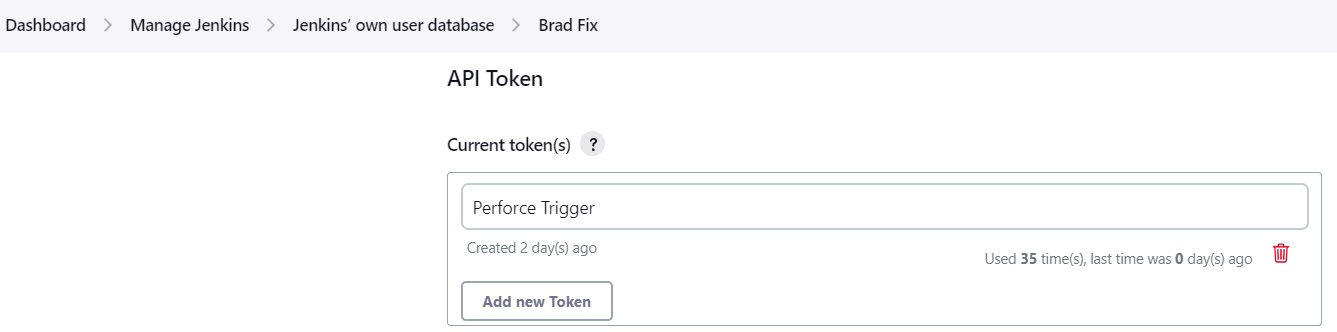 Dashboard > Manage Jenkins > Jenkins' own user database > Brad Fix
API Token
Current token(s) ?
Perforce Trigger
Created 2 day(s) ago
Used 35 time(s), last time was 0 day(s) ago
Add new Token